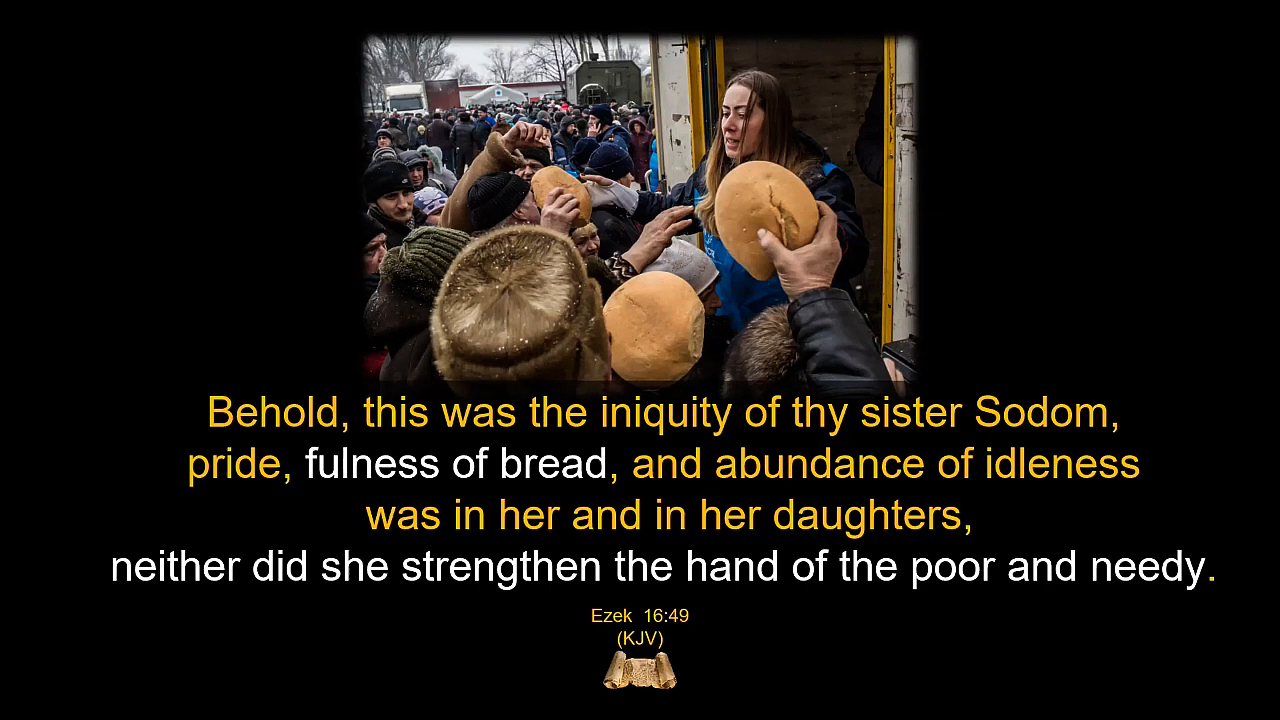 Behold, this was the iniquity of thy sister Sodom,
pride, fulness of bread, and abundance of idleness
was in her and in her daughters,
neither did she strengthen the hand of the poor and needy.
Ezek 16:49
(KJV)